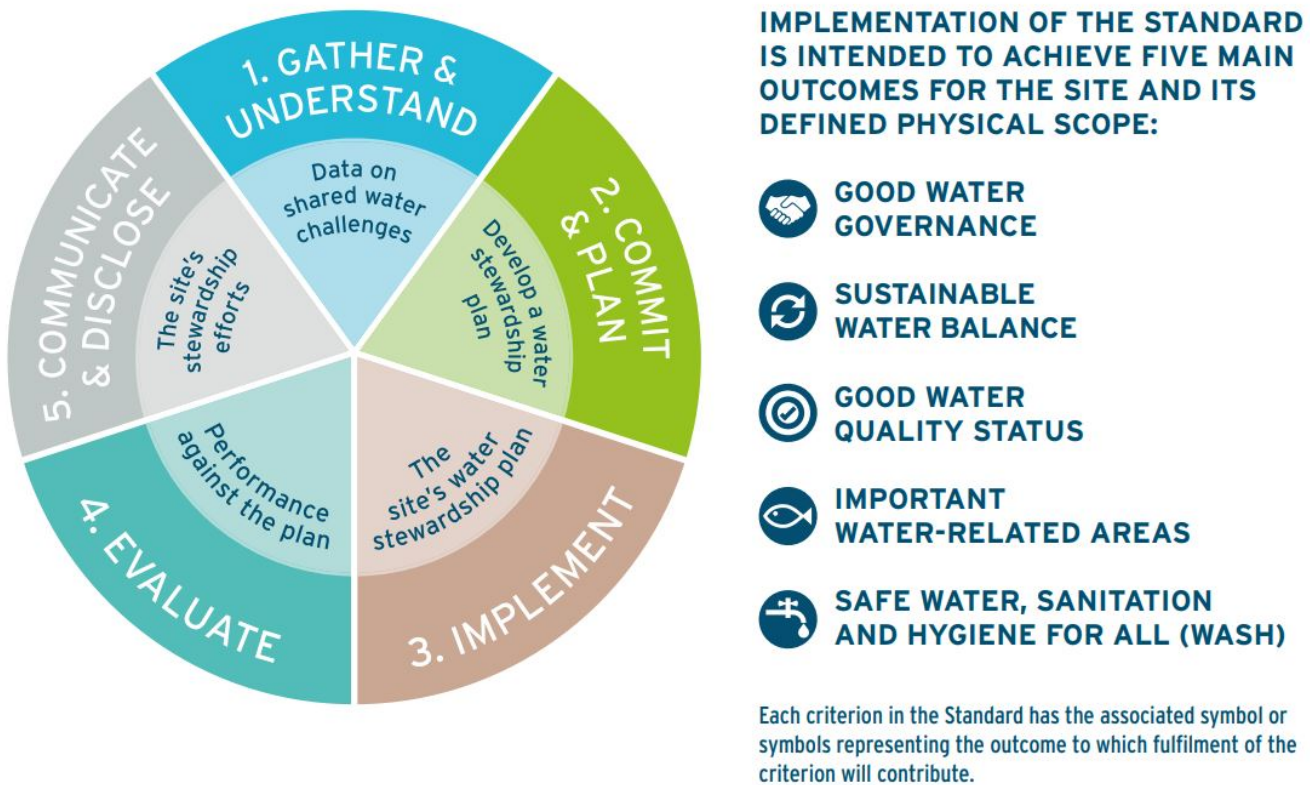 1. GATHER &
UNDERSTAND
Data on
shared water
challenges
2. COMMIT
& PLAN
Develop a water
stewardship
plan
3. IMPLEMENT
The
site's water
stewardship plan
4. EVALUATE
Performance
against the plan
5. COMMUNICATE
& DISCLOSE
The site's
stewardship
efforts
IMPLEMENTATION OF THE STANDARD
IS INTENDED TO ACHIEVE FIVE MAIN
OUTCOMES FOR THE SITE AND ITS
DEFINED PHYSICAL SCOPE:
GOOD WATER
GOVERNANCE
SUSTAINABLE
WATER BALANCE
GOOD WATER
QUALITY STATUS
IMPORTANT
WATER-RELATED AREAS
SAFE WATER, SANITATION
AND HYGIENE FOR ALL (WASH)
Each criterion in the Standard has the associated symbol or
symbols representing the outcome to which fulfilment of the
criterion will contribute.